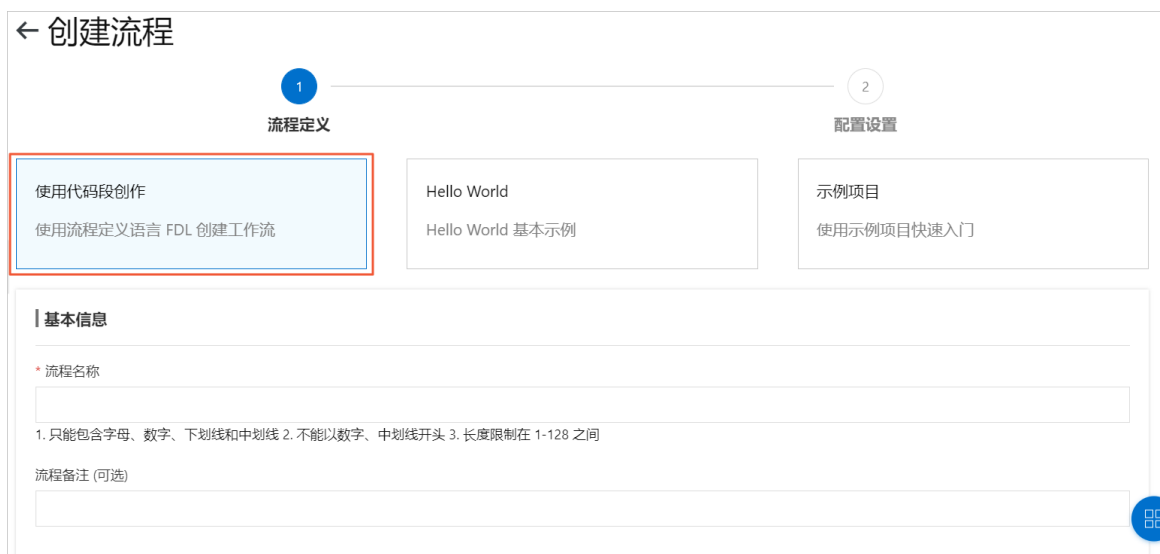 ← 创建流程
1
2
流程定义
配置设置
使用代码段创作
使用流程定义语言 FDL 创建工作流
Hello World
Hello World 基本示例
示例项目
使用示例项目快速入门
基本信息
* 流程名称
1. 只能包含字母、数字、下划线和中划线 2. 不能以数字、中划线开头 3. 长度限制在 1-128 之间
流程备注 (可选)